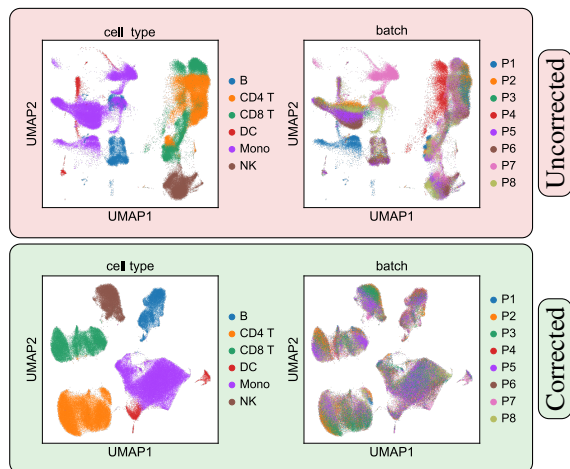 cell type
batch
UMAP2
UMAP1
B
CD4 T
CD8 T
DC
Mono
NK
UMAP2
UMAP1
P1
P2
P3
P4
P5
P6
P7
P8
Uncorrected
cell type
batch
UMAP2
UMAP1
B
CD4 T
CD8 T
DC
Mono
NK
UMAP2
UMAP1
P1
P2
P3
P4
P5
P6
P7
P8
Corrected